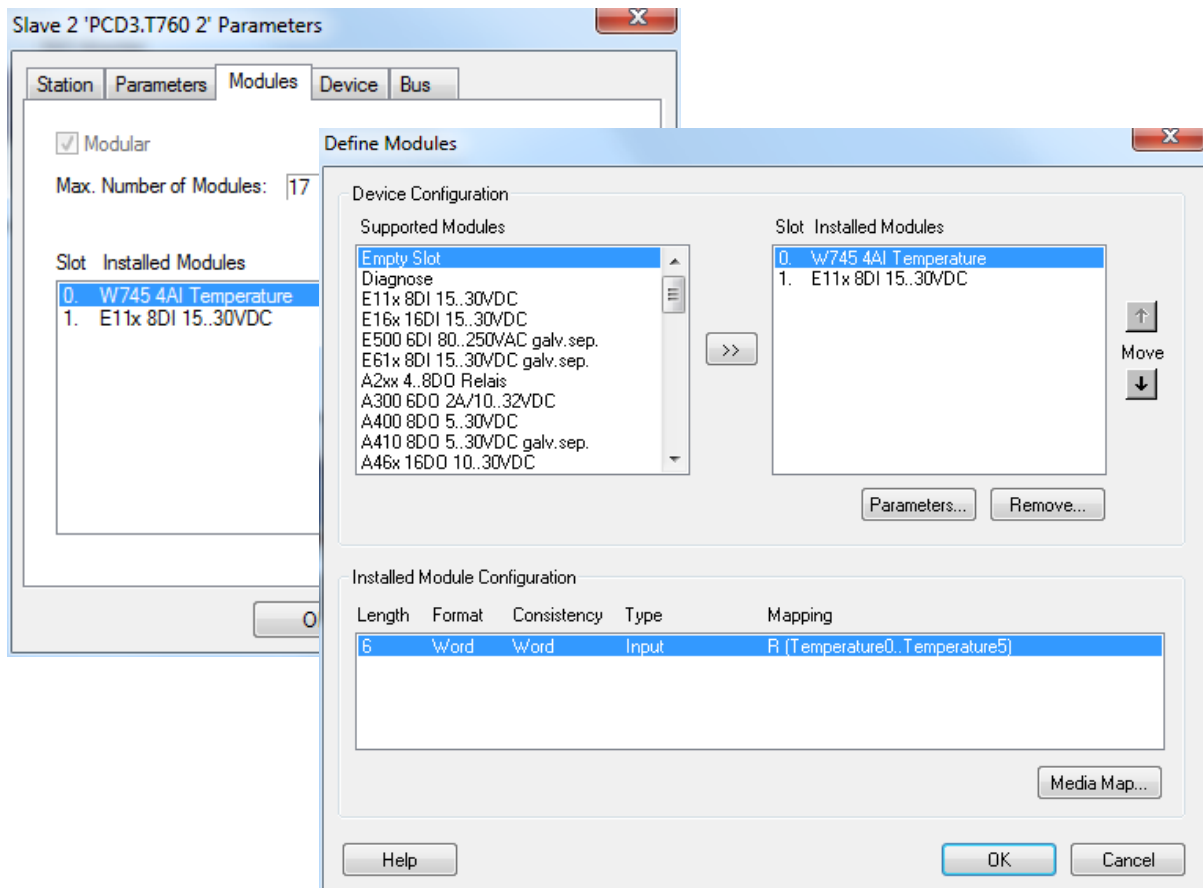 Slave 2 'PCD3.T760 2' Parameters
Station Parameters Modules Device Bus
Modular
Max. Number of Modules: 17
Slot Installed Modules
0. W745 4AI Temperature
1. E11x 8DI 15..30VDC
O
Define Modules
Device Configuration
Supported Modules
Empty Slot
Diagnose
E11x 8DI 15..30VDC
E16x 16DI 15..30VDC
E500 6DI 80..250VAC galv.sep.
E61x 8DI 15..30VDC galv.sep.
A2xx 4..8DO Relais
A300 6DO 2A/10..32VDC
A400 8DO 5..30VDC
A410 8DO 5..30VDC galv.sep.
A46x 16DO 10..30VDC
>>
Slot Installed Modules
0. W745 4AI Temperature
1. E11x 8DI 15..30VDC
Move
Parameters... Remove...
Installed Module Configuration
Length Format Consistency Type Mapping
6 Word Word Input R (Temperature0..Temperature5)
Media Map...
Help OK Cancel